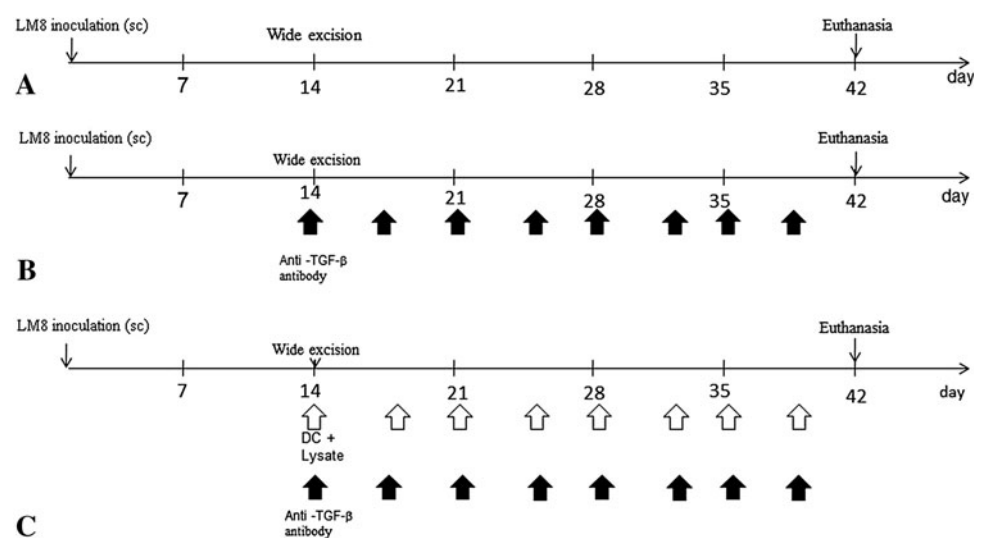 LM8 inoculation (sc) Wide excision Euthanasia
A 7 14 21 28 35 42 day
LM8 inoculation (sc) Wide excision Euthanasia
7 14 21 28 35 42 day
Anti -TGF-β
antibody
B
LM8 inoculation (sc) Wide excision Euthanasia
7 14 21 28 35 42 day
DC +
Lysate
Anti -TGF-β
antibody
C